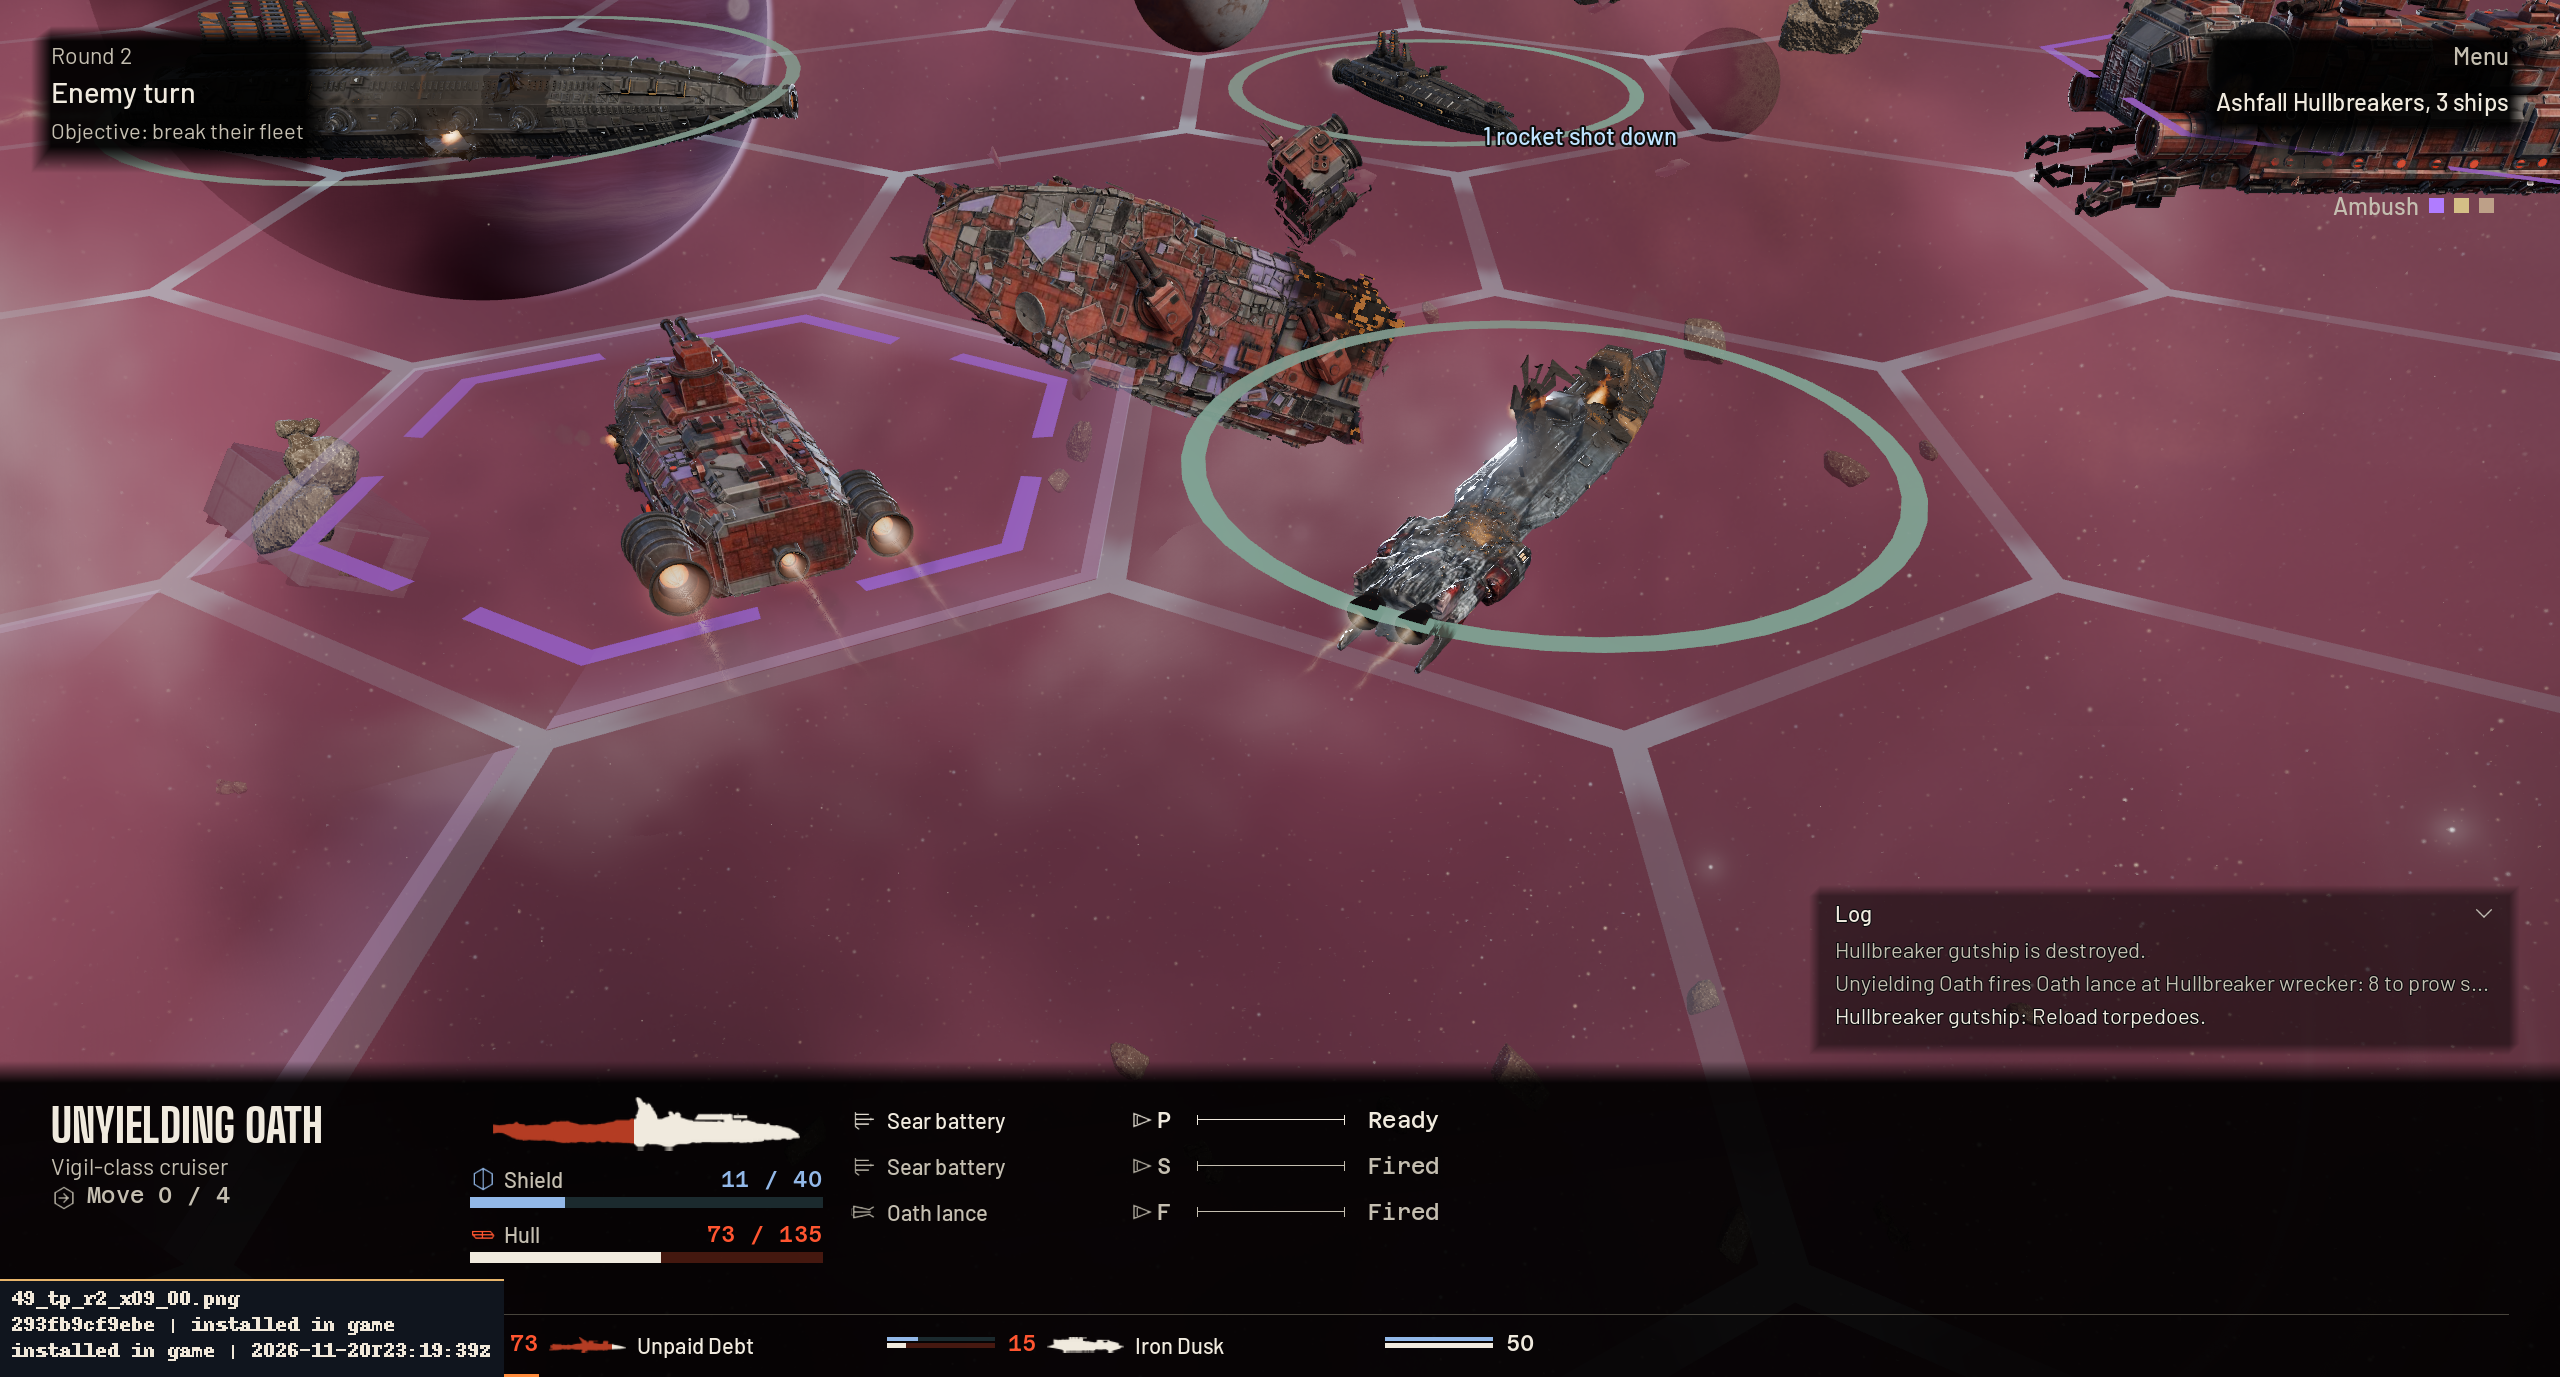 Round 2
Enemy turn
Objective: break their fleet
Menu
Ashfall Hullbreakers, 3 ships
Ambush
1 rocket shot down
Log
Hullbreaker gutship is destroyed.
Unyielding Oath fires Oath lance at Hullbreaker wrecker: 8 to prow s...
Hullbreaker gutship: Reload torpedoes.
UNYIELDING OATH
Vigil-class cruiser
Move 0 / 4
Shield 11 / 40
Hull 73 / 135
Sear battery P Ready
Sear battery S Fired
Oath lance F Fired
49_tp_r2_x09_00.png
293fb9cf9ebe | installed in game
installed in game | 2026-11-20T23:19:39Z
73 Unpaid Debt 15 Iron Dusk 50